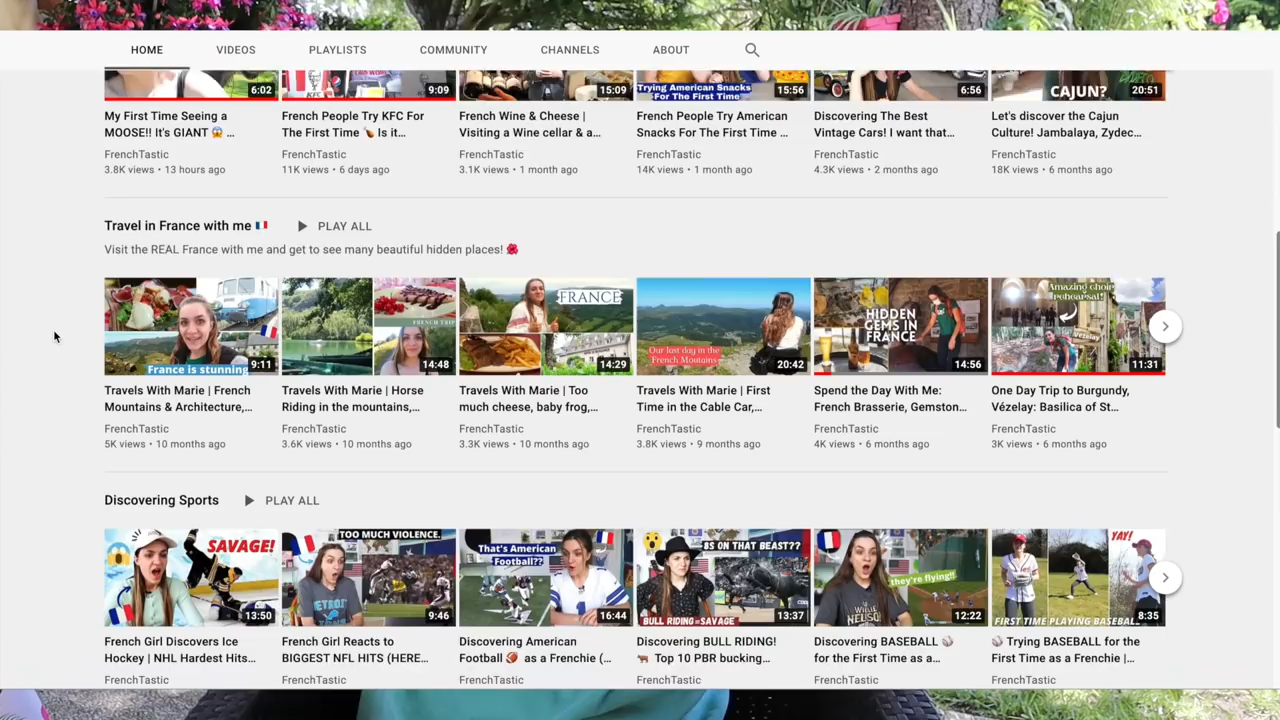 HOME VIDEOS PLAYLISTS COMMUNITY CHANNELS ABOUT
6:02
KFC
9:09
15:09
Trying American Snacks
For The First Time
15:56
6:56
CAJUN?
20:51
My First Time Seeing a
MOOSE!! It's GIANT 😱 ...
FrenchTastic
3.8K views • 13 hours ago
French People Try KFC For
The First Time 🍗 Is it...
FrenchTastic
11K views • 6 days ago
French Wine & Cheese |
Visiting a Wine cellar & a...
FrenchTastic
3.1K views • 1 month ago
French People Try American
Snacks For The First Time ...
FrenchTastic
14K views • 1 month ago
Discovering The Best
Vintage Cars! I want that...
FrenchTastic
4.3K views • 2 months ago
Let's discover the Cajun
Culture! Jambalaya, Zydec...
FrenchTastic
18K views • 6 months ago
Travel in France with me 🇫🇷 PLAY ALL
Visit the REAL France with me and get to see many beautiful hidden places! 🌺
France is stunning
9:11
FRENCH TRIP
14:48
FRANCE
14:29
Our last day in the
French Moutains
20:42
HIDDEN
GEMS IN
FRANCE
14:56
Amazing choir
rehearsal!
Vézelay
11:31
Travels With Marie | French
Mountains & Architecture,...
FrenchTastic
5K views • 10 months ago
Travels With Marie | Horse
Riding in the mountains,...
FrenchTastic
3.6K views • 10 months ago
Travels With Marie | Too
much cheese, baby frog,...
FrenchTastic
3.3K views • 10 months ago
Travels With Marie | First
Time in the Cable Car,...
FrenchTastic
3.8K views • 9 months ago
Spend the Day With Me:
French Brasserie, Gemston...
FrenchTastic
4K views • 6 months ago
One Day Trip to Burgundy,
Vézelay: Basilica of St...
FrenchTastic
3K views • 6 months ago
Discovering Sports PLAY ALL
SAVAGE!
13:50
TOO MUCH VIOLENCE.
DETROIT
9:46
That's American
Football??
16:44
8S ON THAT BEAST??
BULL RIDING=SAVAGE
13:37
they're flying!!
WILLIE
NELSON
12:22
YAY!
FIRST TIME PLAYING BASEBALL
8:35
French Girl Discovers Ice
Hockey | NHL Hardest Hits...
FrenchTastic
French Girl Reacts to
BIGGEST NFL HITS (HERE...
FrenchTastic
Discovering American
Football 🏈 as a Frenchie (...
FrenchTastic
Discovering BULL RIDING!
🐂 Top 10 PBR bucking...
FrenchTastic
Discovering BASEBALL ⚾
for the First Time as a...
FrenchTastic
⚾ Trying BASEBALL for the
First Time as a Frenchie |...
FrenchTastic